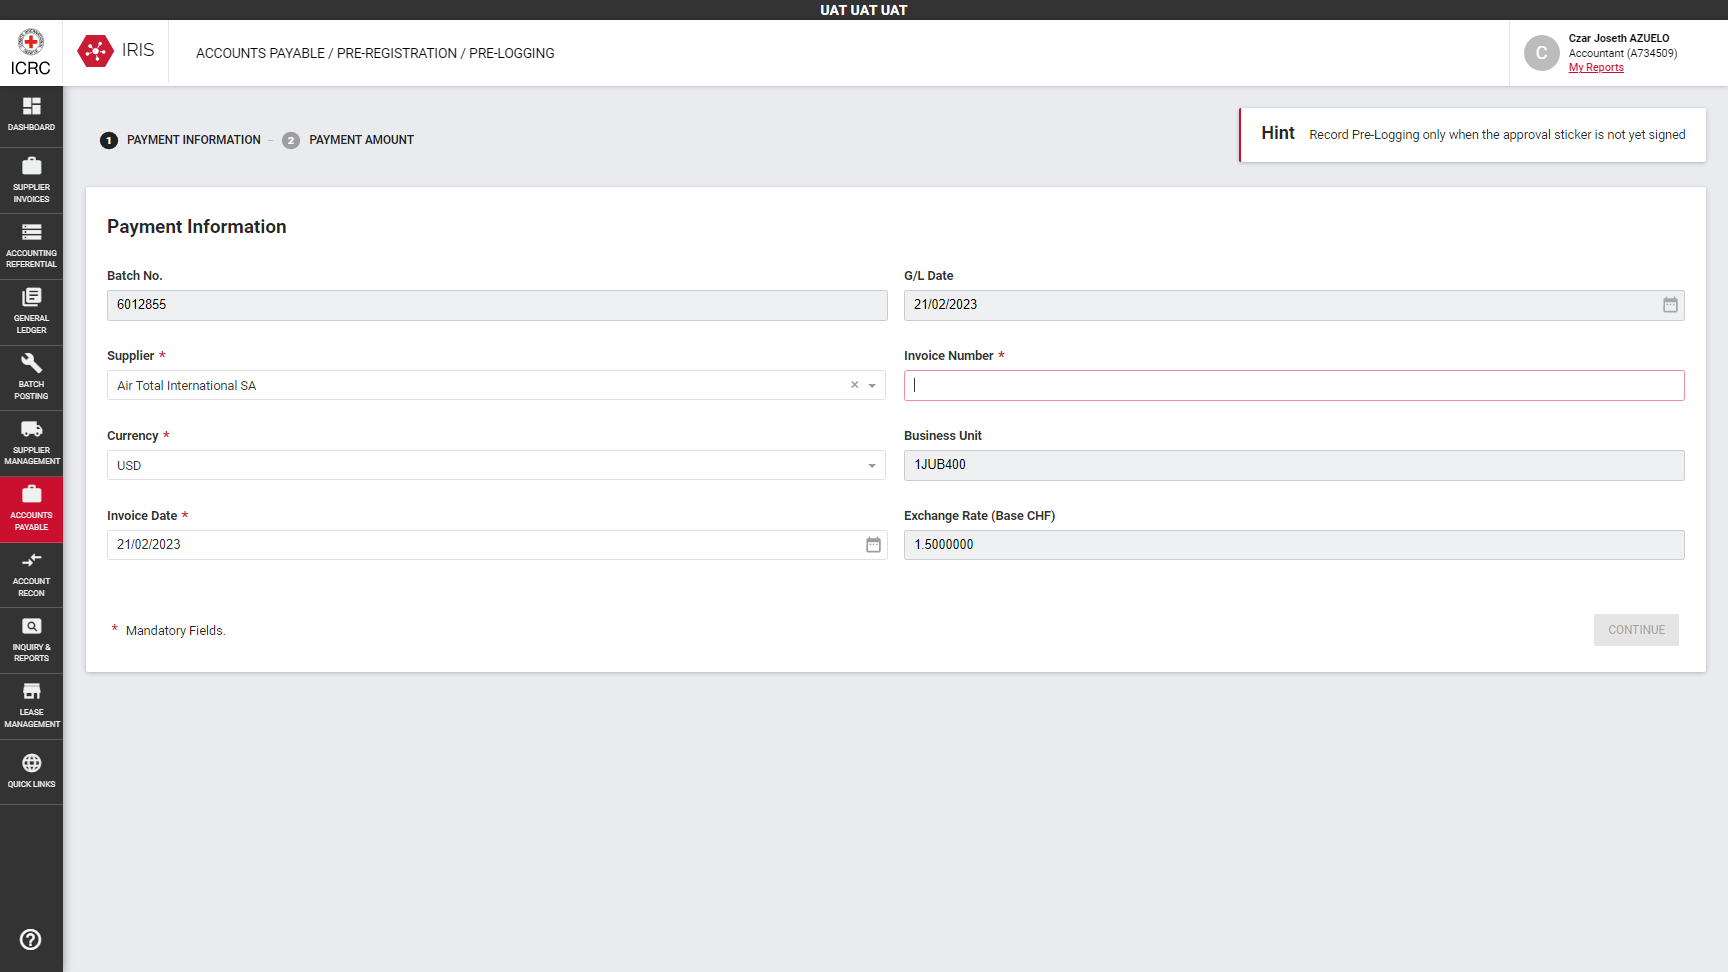 UAT UAT UAT
ICRC
IRIS
ACCOUNTS PAYABLE / PRE-REGISTRATION / PRE-LOGGING
C
Czar Joseth AZUELO
Accountant (A734509)
My Reports
DASHBOARD
SUPPLIER
INVOICES
ACCOUNTING
REFERENTIAL
GENERAL
LEDGER
BATCH
POSTING
SUPPLIER
MANAGEMENT
ACCOUNTS
PAYABLE
ACCOUNT
RECON
INQUIRY &
REPORTS
LEASE
MANAGEMENT
QUICK LINKS
1 PAYMENT INFORMATION – 2 PAYMENT AMOUNT
Hint Record Pre-Logging only when the approval sticker is not yet signed
Payment Information
Batch No.
6012855
G/L Date
21/02/2023
Supplier *
Air Total International SA
Invoice Number *
Currency *
USD
Business Unit
1JUB400
Invoice Date *
21/02/2023
Exchange Rate (Base CHF)
1.5000000
* Mandatory Fields.
CONTINUE